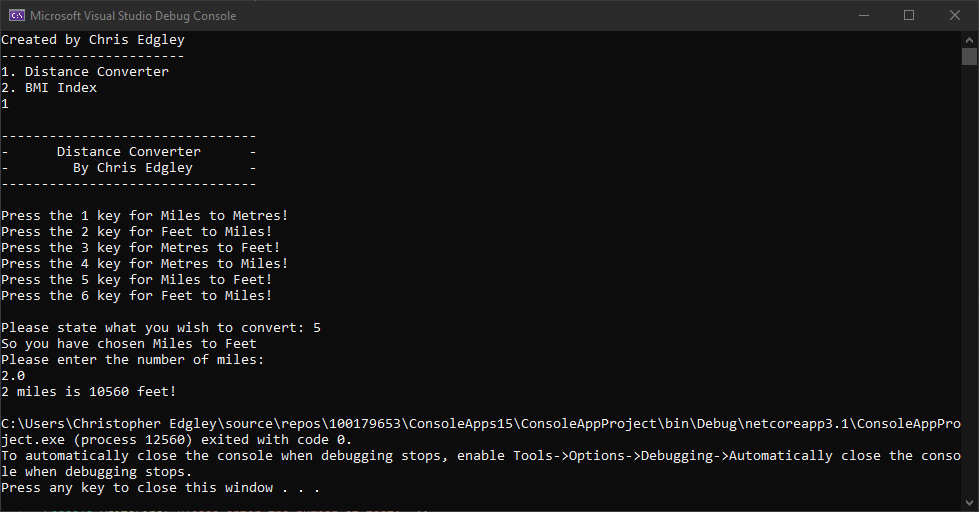 Microsoft Visual Studio Debug Console
Created by Chris Edgley
-----------------------
1. Distance Converter
2. BMI Index
1
--------------------------------
-      Distance Converter      -
-        By Chris Edgley       -
--------------------------------
Press the 1 key for Miles to Metres!
Press the 2 key for Feet to Miles!
Press the 3 key for Metres to Feet!
Press the 4 key for Metres to Miles!
Press the 5 key for Miles to Feet!
Press the 6 key for Feet to Miles!
Please state what you wish to convert: 5
So you have chosen Miles to Feet
Please enter the number of miles:
2.0
2 miles is 10560 feet!
C:\Users\Christopher Edgley\source\repos\100179653\ConsoleApps15\ConsoleAppProject\bin\Debug\netcoreapp3.1\ConsoleAppPro
ject.exe (process 12560) exited with code 0.
To automatically close the console when debugging stops, enable Tools->Options->Debugging->Automatically close the conso
le when debugging stops.
Press any key to close this window . . .